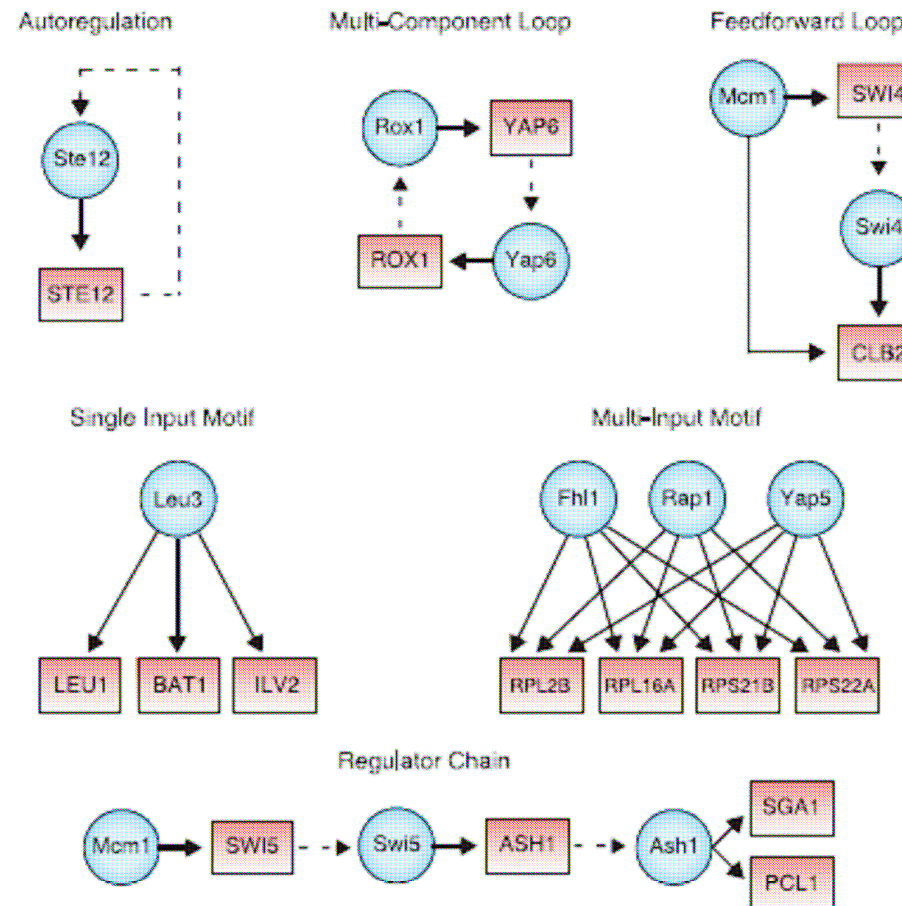 Autoregulation Multi-Component Loop Feedforward Loop
Mcm1 SWI4
Rox1 YAP6
Ste12
Swi4
ROX1 Yap6
STE12
CLB2
Single Input Motif Multi-Input Motif
Leu3 Fhl1 Rap1 Yap5
LEU1 BAT1 ILV2 RPL2B RPL16A RPS21B RPS22A
Regulator Chain
SGA1
Mcm1 SWI5 Swi5 ASH1 Ash1
PCL1